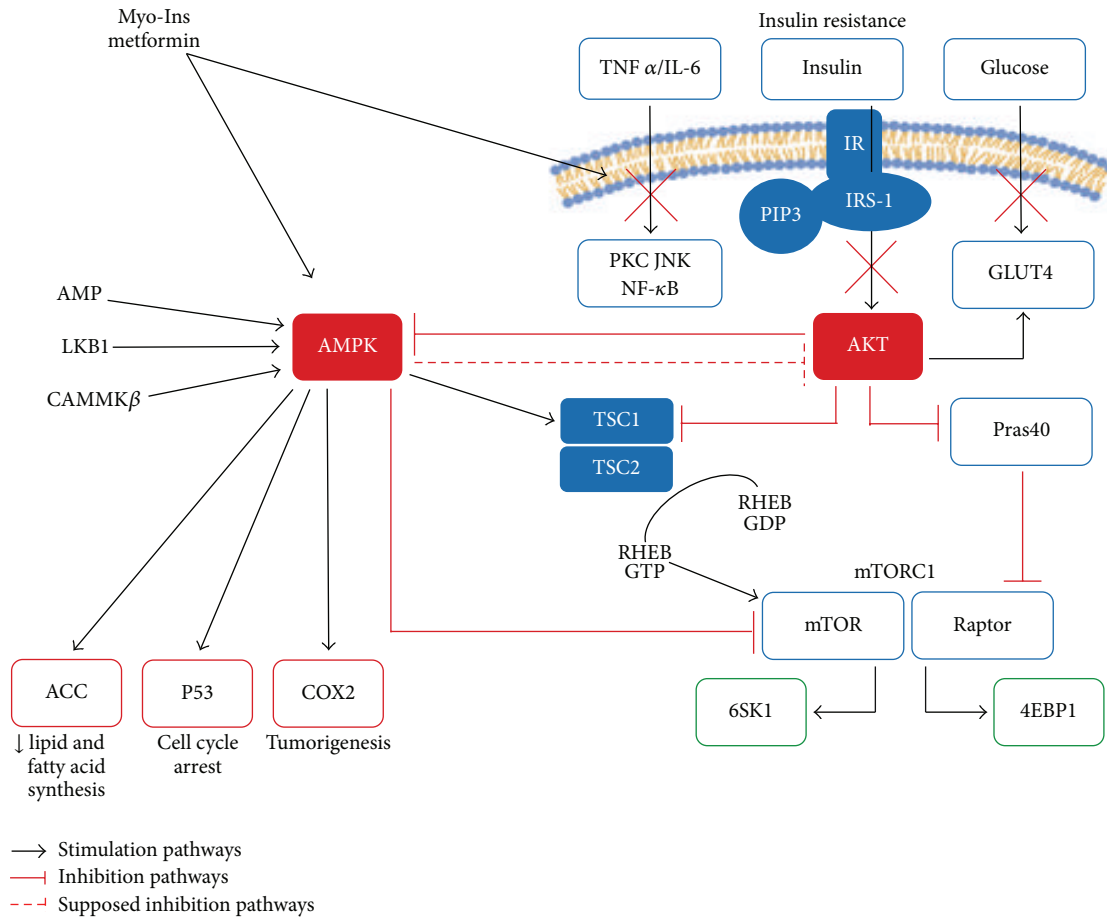 Myo-Ins
metformin
Insulin resistance
TNF α/IL-6
Insulin
Glucose
IR
IRS-1
PIP3
PKC JNK
NF-κB
GLUT4
AMP
LKB1
CAMMKβ
AMPK
AKT
TSC1
TSC2
Pras40
RHEB
GDP
RHEB
GTP
mTORC1
mTOR
Raptor
6SK1
4EBP1
ACC
P53
COX2
↓ lipid and
fatty acid
synthesis
Cell cycle
arrest
Tumorigenesis
Stimulation pathways
Inhibition pathways
Supposed inhibition pathways